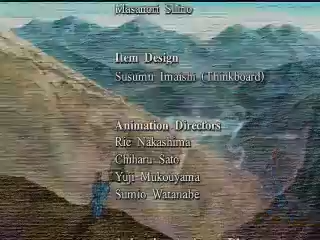 Masanori Shino
Item Design
Susumu Imaishi (Thinkboard)
Animation Directors
Rie Nakashima
Chiharu Sato
Yuji Mukouyama
Sumio Watanabe